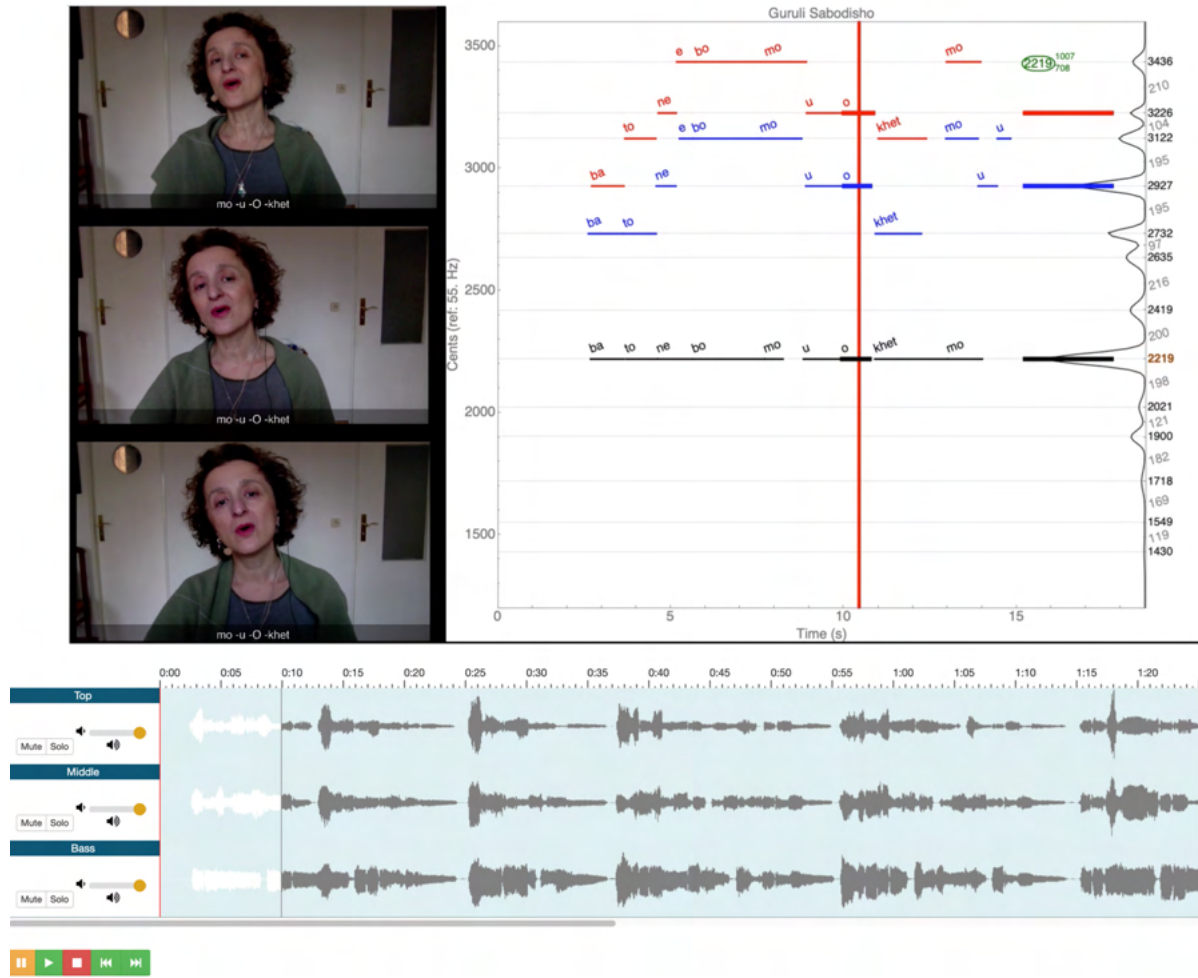 Guruli Sabodisho
mo -u -O -khet
mo -u -O -khet
mo -u -O -khet
Cents (ref: 55. Hz)
3500
3000
2500
2000
1500
e bo mo mo
ne u o
to e bo mo khet mo u
ba ne u o u
ba to khet
ba to ne bo mo u o khet mo
2219 1007
708
3436
210
3226
104
3122
195
2927
195
2732
97
2635
216
2419
200
2219
198
2021
121
1900
182
1718
169
1549
119
1430
0 5 10 15
Time (s)
0:00 0:05 0:10 0:15 0:20 0:25 0:30 0:35 0:40 0:45 0:50 0:55 1:00 1:05 1:10 1:15 1:20
Top
Mute Solo
Middle
Mute Solo
Bass
Mute Solo